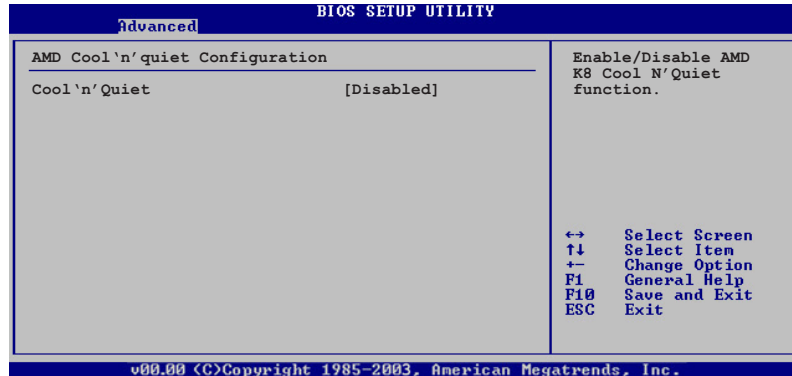 BIOS SETUP UTILITY
Advanced
AMD Cool`n'quiet Configuration
Cool`n'Quiet [Disabled]
Enable/Disable AMD
K8 Cool N'Quiet
function.
←→ Select Screen
↑↓ Select Item
+- Change Option
F1 General Help
F10 Save and Exit
ESC Exit
v00.00 (C)Copyright 1985-2003, American Megatrends, Inc.